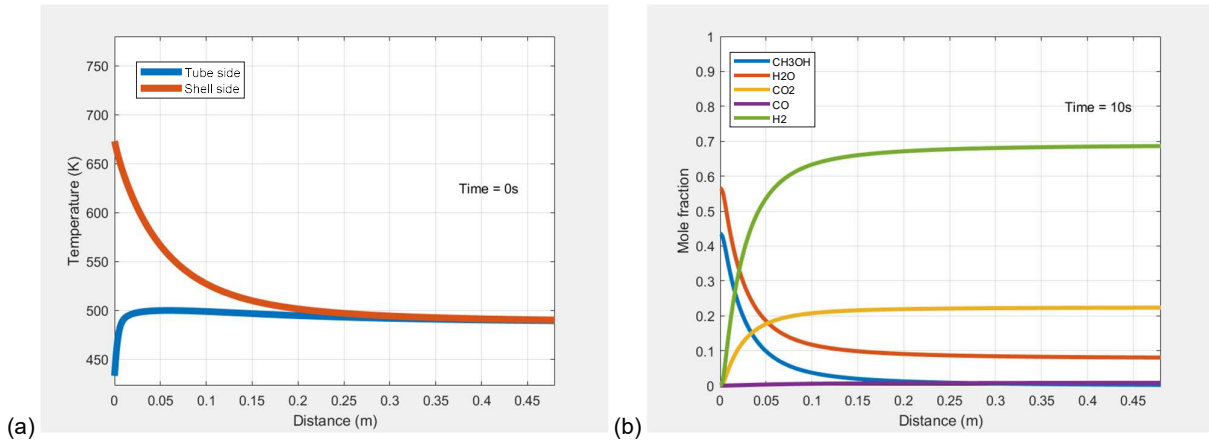 750
700
650
600
550
500
450
Temperature (K)
Tube side
Shell side
Time = 0s
0 0.05 0.1 0.15 0.2 0.25 0.3 0.35 0.4 0.45
Distance (m)
(a)
1
0.9
0.8
0.7
0.6
0.5
0.4
0.3
0.2
0.1
0
Mole fraction
CH3OH
H2O
CO2
CO
H2
Time = 10s
0 0.05 0.1 0.15 0.2 0.25 0.3 0.35 0.4 0.45
Distance (m)
(b)